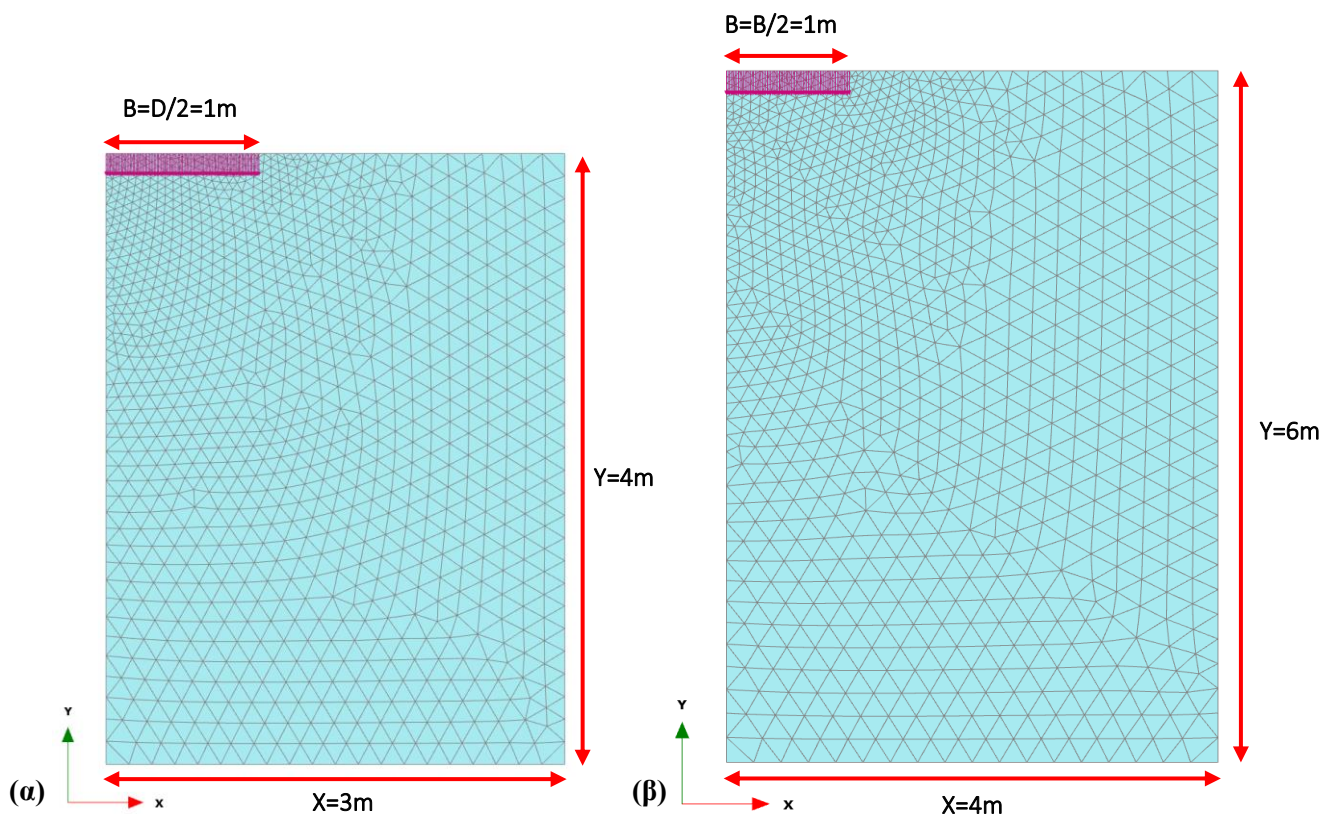 B=D/2=1m
Y=4m
Y
x
X=3m
(α)
B=B/2=1m
Y=6m
Y
x
X=4m
(β)